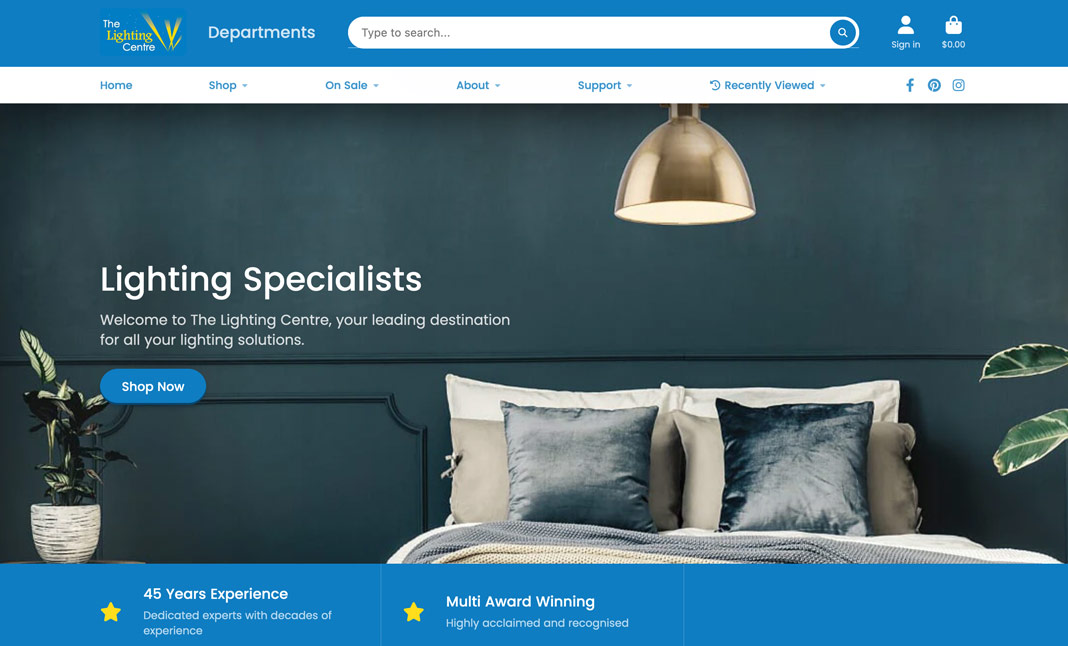 The
Lighting
Centre
Departments
Type to search...
Sign in
$0.00
Home
Shop
On Sale
About
Support
Recently Viewed
Lighting Specialists
Welcome to The Lighting Centre, your leading destination
for all your lighting solutions.
Shop Now
45 Years Experience
Dedicated experts with decades of
experience
Multi Award Winning
Highly acclaimed and recognised